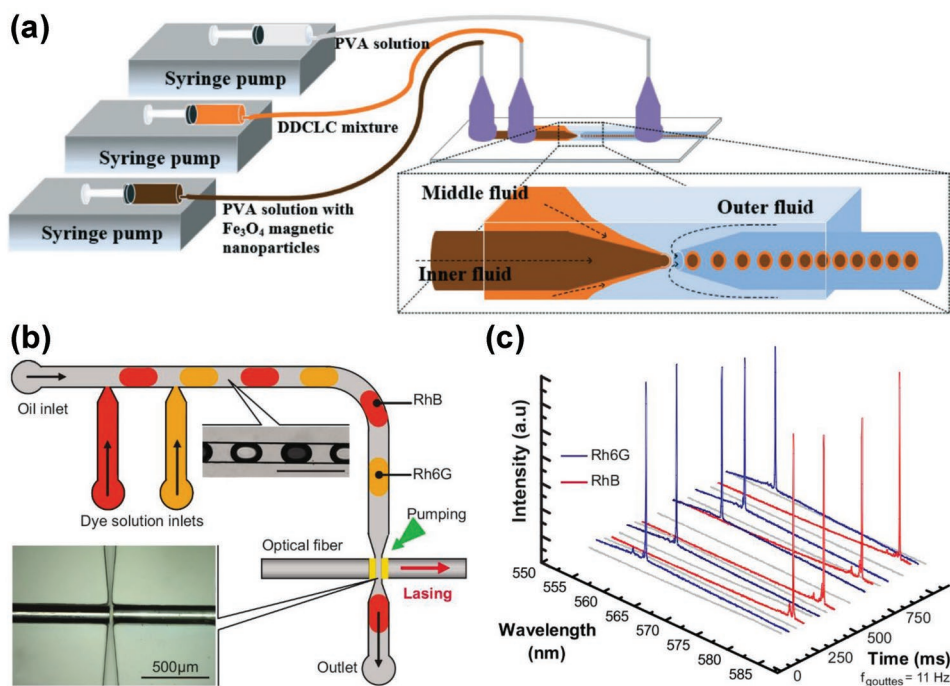 (a)
PVA solution
Syringe pump
DDCLC mixture
Syringe pump
PVA solution with
Fe₃O₄ magnetic
nanoparticles
Syringe pump
Middle fluid
Outer fluid
Inner fluid
(b)
Oil inlet
RhB
Rh6G
Dye solution inlets
Pumping
Optical fiber
Lasing
500µm
Outlet
(c)
Intensity (a.u)
Rh6G
RhB
550
555
560
565
570
575
580
585
Wavelength
(nm)
0
250
500
750
Time (ms)
f gouttes = 11 Hz